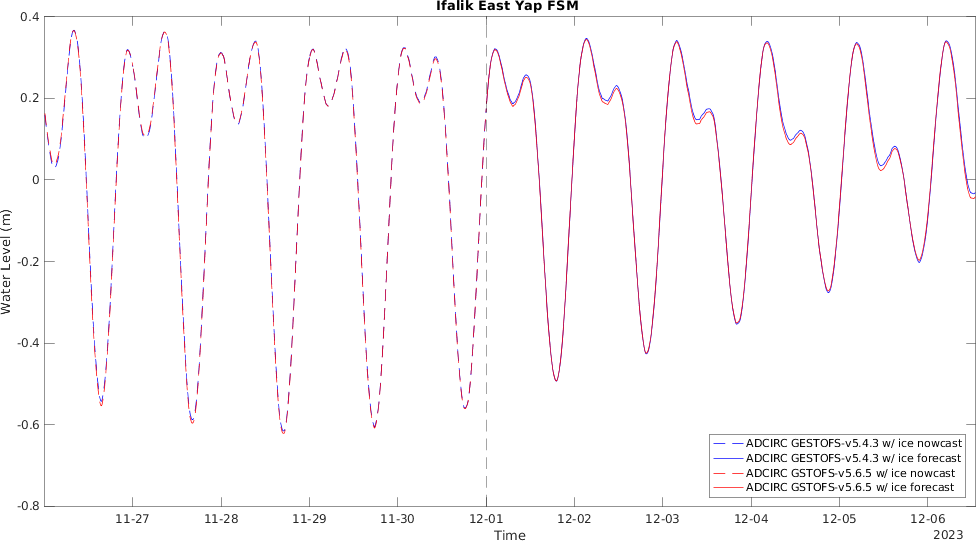 Ifalik East Yap FSM
0.4
0.2
0
-0.2
-0.4
-0.6
-0.8
Water Level (m)
ADCIRC GESTOFS-v5.4.3 w/ ice nowcast
ADCIRC GESTOFS-v5.4.3 w/ ice forecast
ADCIRC GSTOFS-v5.6.5 w/ ice nowcast
ADCIRC GSTOFS-v5.6.5 w/ ice forecast
11-27 11-28 11-29 11-30 12-01 12-02 12-03 12-04 12-05 12-06
Time
2023